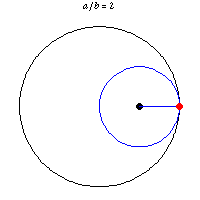 a/b = 2